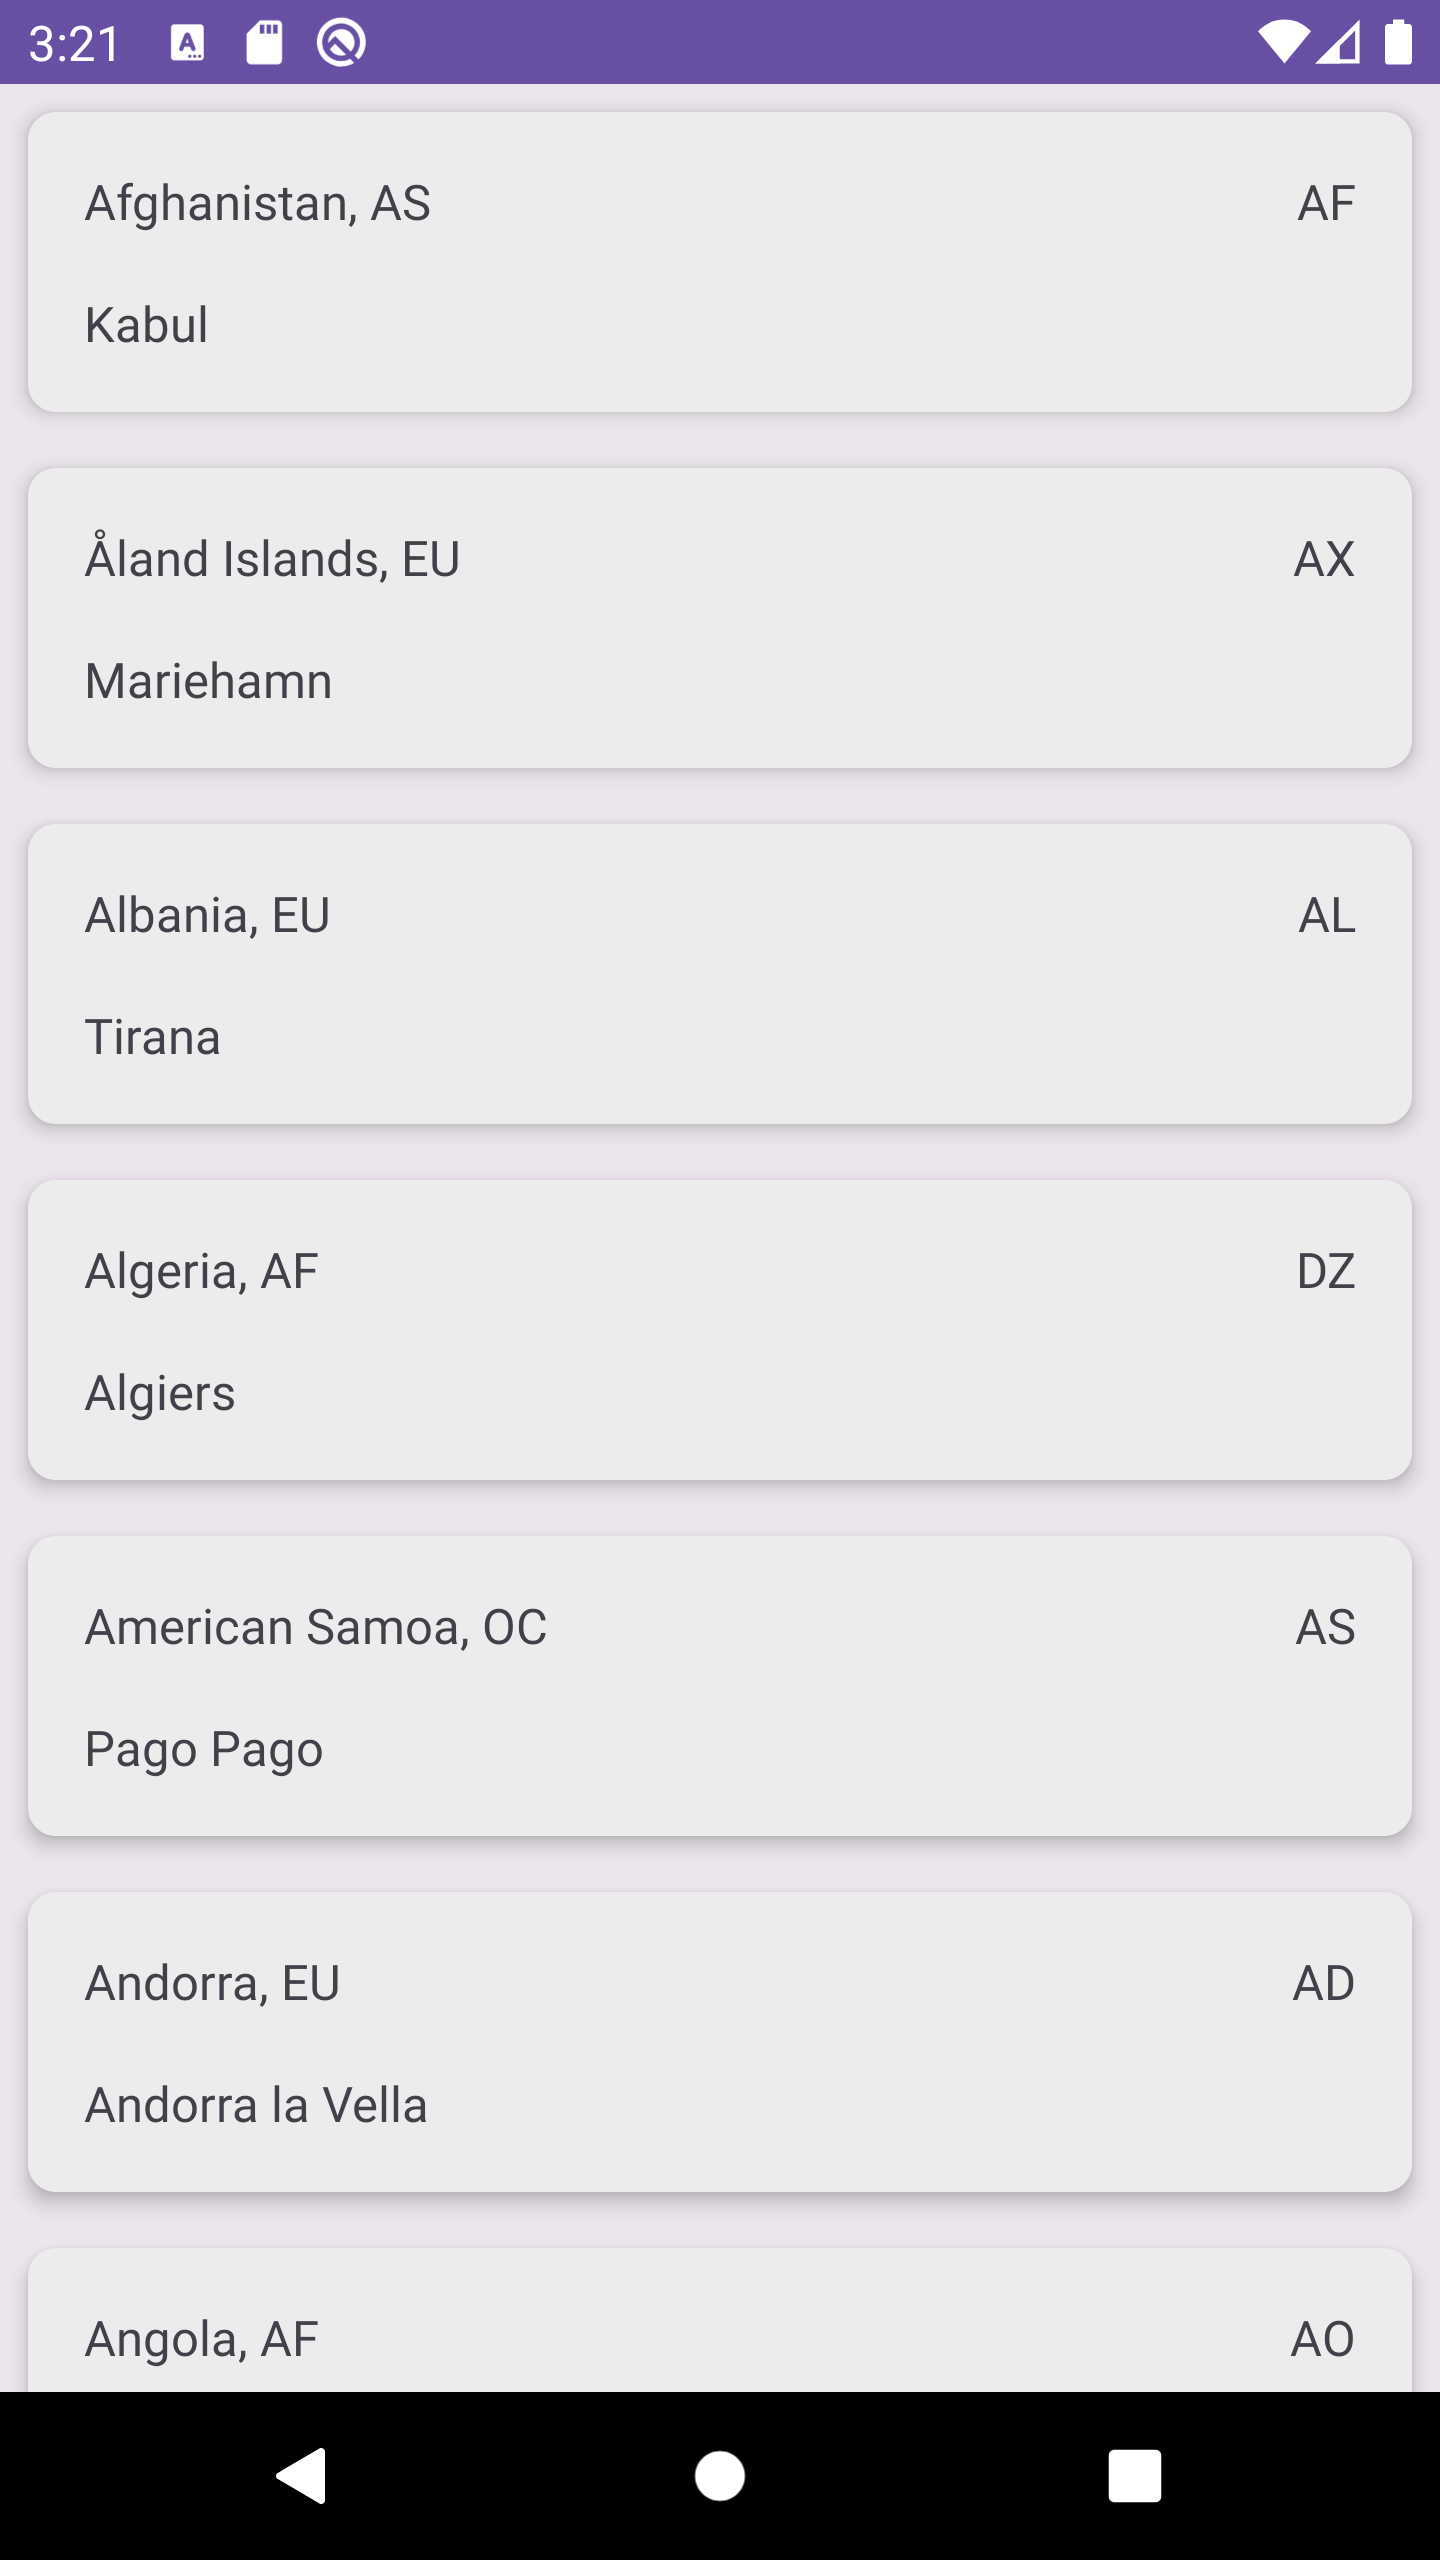 3:21
Afghanistan, AS AF
Kabul
Åland Islands, EU AX
Mariehamn
Albania, EU AL
Tirana
Algeria, AF DZ
Algiers
American Samoa, OC AS
Pago Pago
Andorra, EU AD
Andorra la Vella
Angola, AF AO